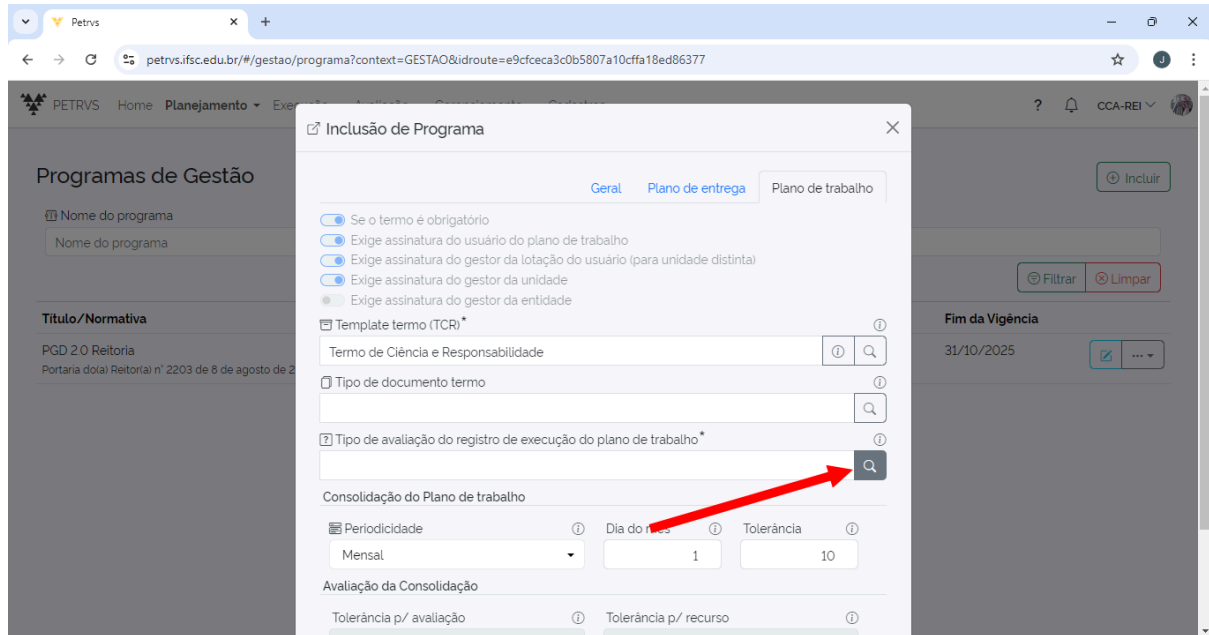 Petrvs
petrvs.ifsc.edu.br/#/gestao/programa?context=GESTAO&idroute=e9cfceca3c0b5807a10cffa18ed86377
J
PETRVS Home Planejamento Execução Avaliação Gerenciamento Cadastros ? CCA-REI
Inclusão de Programa
Programas de Gestão
Incluir
Geral Plano de entrega Plano de trabalho
Nome do programa
Nome do programa
Se o termo é obrigatório
Exige assinatura do usuário do plano de trabalho
Exige assinatura do gestor da lotação do usuário (para unidade distinta)
Exige assinatura do gestor da unidade
Exige assinatura do gestor da entidade
Filtrar Limpar
Título/Normativa
Fim da Vigência
Template termo (TCR)*
Termo de Ciência e Responsabilidade
PGD 2.0 Reitoria
Portaria do(a) Reitor(a) n° 2203 de 8 de agosto de 2
31/10/2025
Tipo de documento termo
Tipo de avaliação do registro de execução do plano de trabalho*
Consolidação do Plano de trabalho
Periodicidade Dia do mês Tolerância
Mensal 1 10
Avaliação da Consolidação
Tolerância p/ avaliação Tolerância p/ recurso